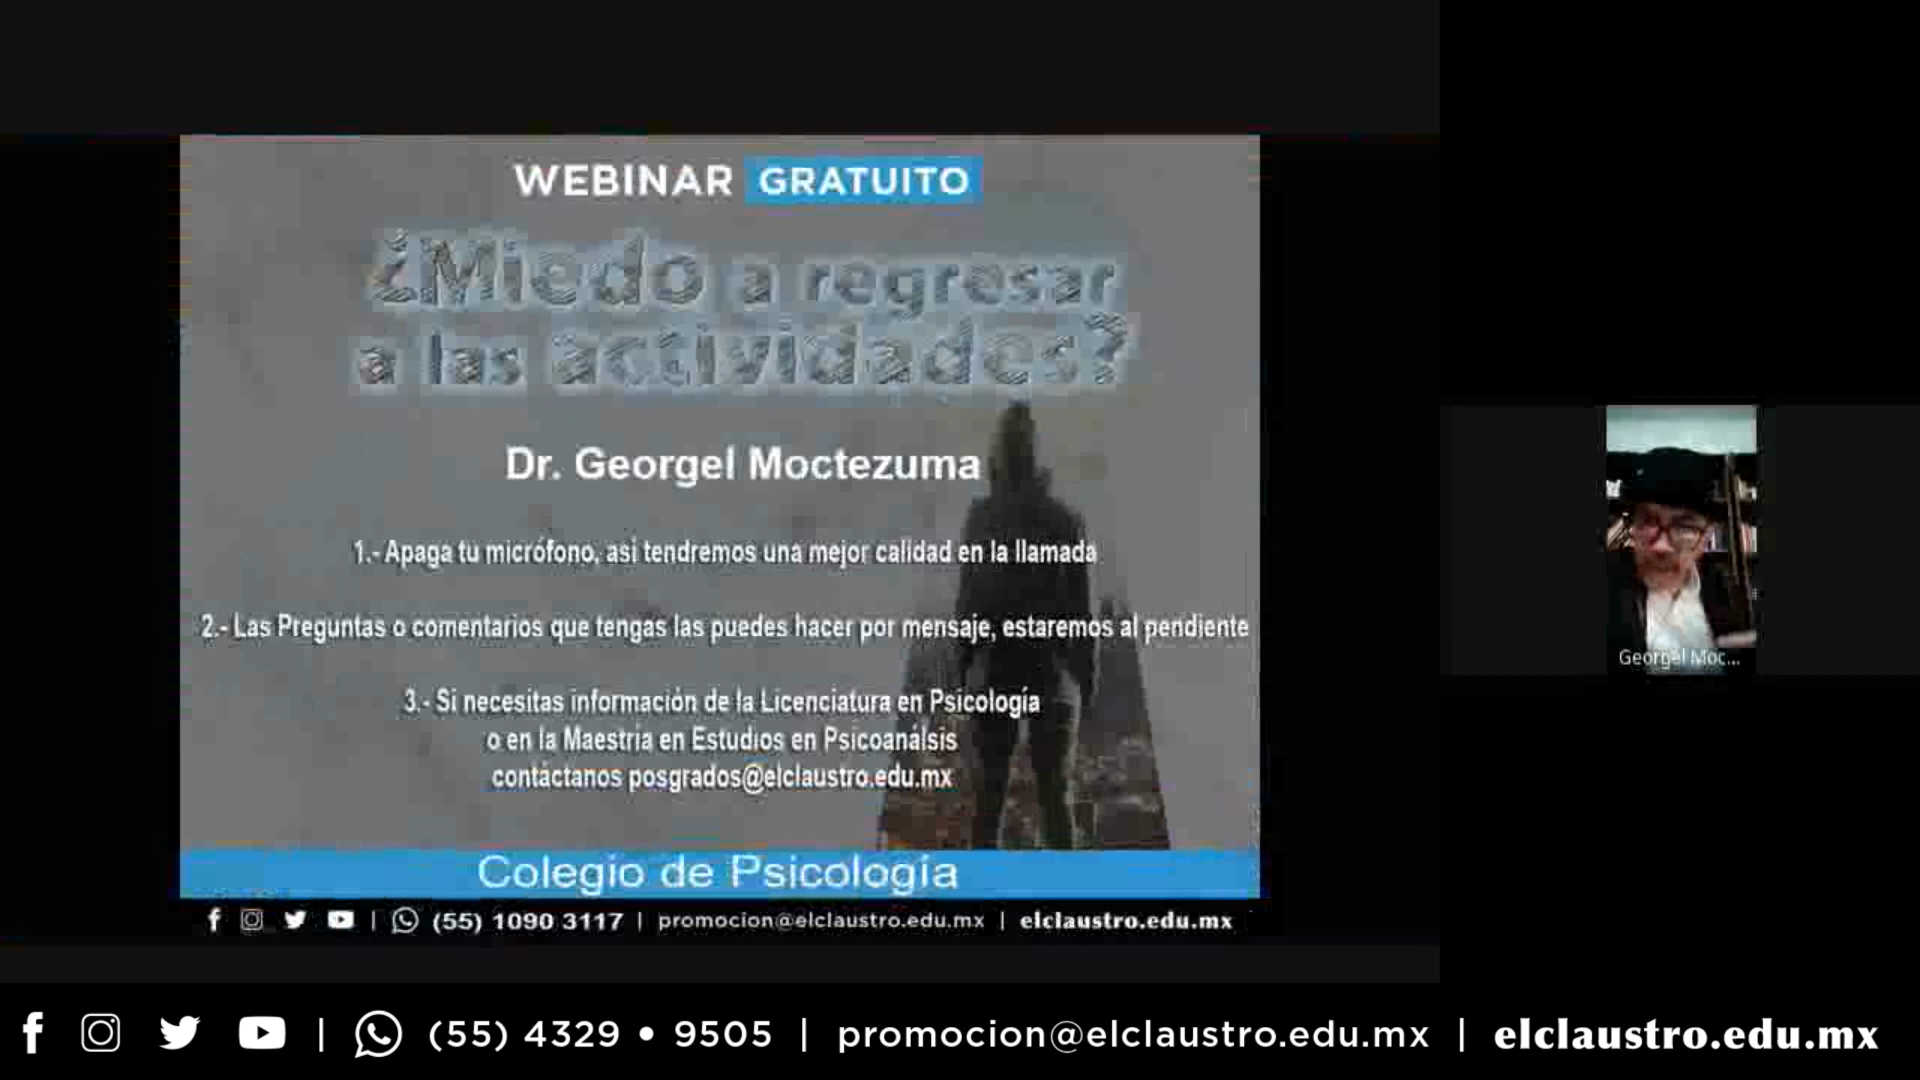 WEBINAR GRATUITO
¿Miedo a regresar
a las actividades?
Dr. Georgel Moctezuma
1.- Apaga tu micrófono, asi tendremos una mejor calidad en la llamada
2.- Las Preguntas o comentarios que tengas las puedes hacer por mensaje, estaremos al pendiente
3.- Si necesitas información de la Licenciatura en Psicología
o en la Maestria en Estudios en Psicoanálsis
contáctanos posgrados@elclaustro.edu.mx
Colegio de Psicología
| (55) 1090 3117 | promocion@elclaustro.edu.mx | elclaustro.edu.mx
Georgel Moc...
| (55) 4329 • 9505 | promocion@elclaustro.edu.mx | elclaustro.edu.mx